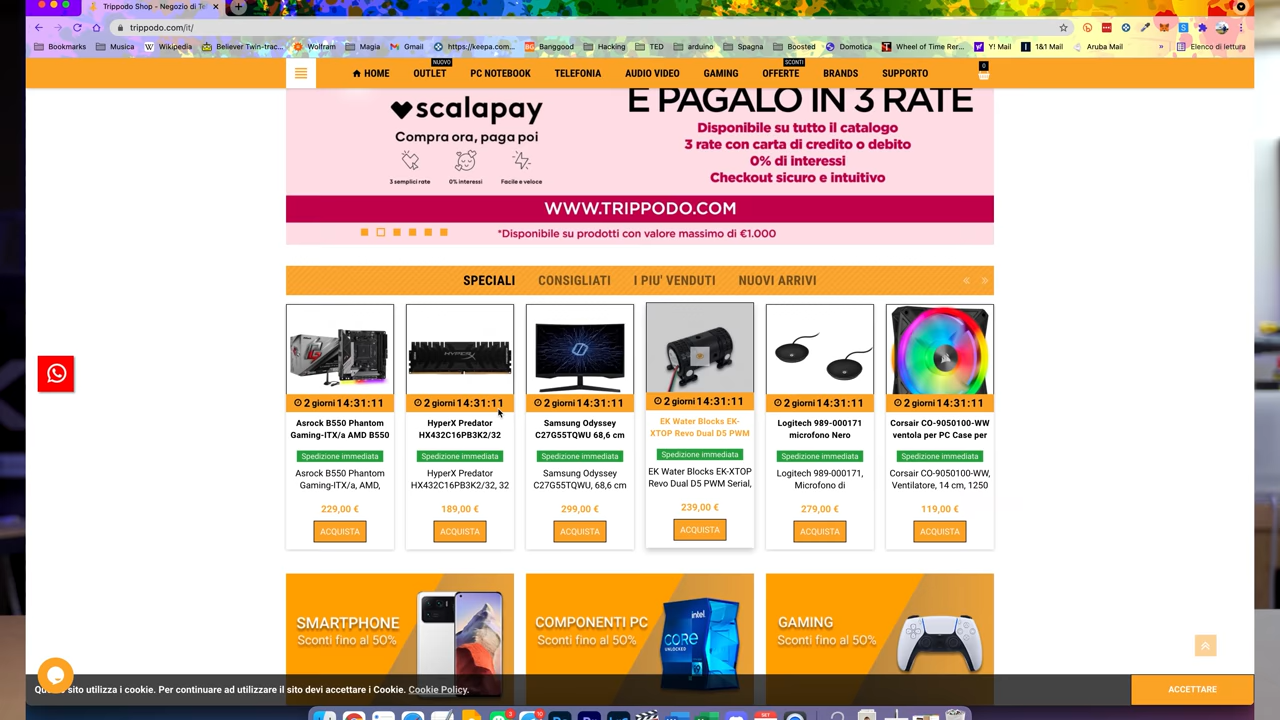 Trippodo Shop - Negozio di Te
trippodo.com/it/
Bookmarks Musica Wikipedia Believer Twin-trac... Wolfram Magia Gmail https://keepa.com... Banggood Hacking TED arduino Spagna Boosted Domotica Wheel of Time Rer... Y! Mail 1&1 Mail Aruba Mail » Elenco di lettura
NUOVO SCONTI 0
HOME OUTLET PC NOTEBOOK TELEFONIA AUDIO VIDEO GAMING OFFERTE BRANDS SUPPORTO
scalapay
Compra ora, paga poi
3 semplici rate 0% interessi Facile e veloce
E PAGALO IN 3 RATE
Disponibile su tutto il catalogo
3 rate con carta di credito o debito
0% di interessi
Checkout sicuro e intuitivo
WWW.TRIPPODO.COM
*Disponibile su prodotti con valore massimo di €1.000
SPECIALI CONSIGLIATI I PIU' VENDUTI NUOVI ARRIVI
2 giorni 14:31:11
Asrock B550 Phantom
Gaming-ITX/a AMD B550
Spedizione immediata
Asrock B550 Phantom
Gaming-ITX/a, AMD,
229,00 €
ACQUISTA
HYPERX
2 giorni 14:31:11
HyperX Predator
HX432C16PB3K2/32
Spedizione immediata
HyperX Predator
HX432C16PB3K2/32, 32
189,00 €
ACQUISTA
2 giorni 14:31:11
Samsung Odyssey
C27G55TQWU 68,6 cm
Spedizione immediata
Samsung Odyssey
C27G55TQWU, 68,6 cm
299,00 €
ACQUISTA
2 giorni 14:31:11
EK Water Blocks EK-
XTOP Revo Dual D5 PWM
Spedizione immediata
EK Water Blocks EK-XTOP
Revo Dual D5 PWM Serial,
239,00 €
ACQUISTA
2 giorni 14:31:11
Logitech 989-000171
microfono Nero
Spedizione immediata
Logitech 989-000171,
Microfono di
279,00 €
ACQUISTA
2 giorni 14:31:11
Corsair CO-9050100-WW
ventola per PC Case per
Spedizione immediata
Corsair CO-9050100-WW,
Ventilatore, 14 cm, 1250
119,00 €
ACQUISTA
SMARTPHONE
Sconti fino al 50%
COMPONENTI PC
Sconti fino al 50%
intel
CORE
UNLOCKED
GAMING
Sconti fino al 50%
sito utilizza i cookie. Per continuare ad utilizzare il sito devi accettare i Cookie. Cookie Policy.
ACCETTARE